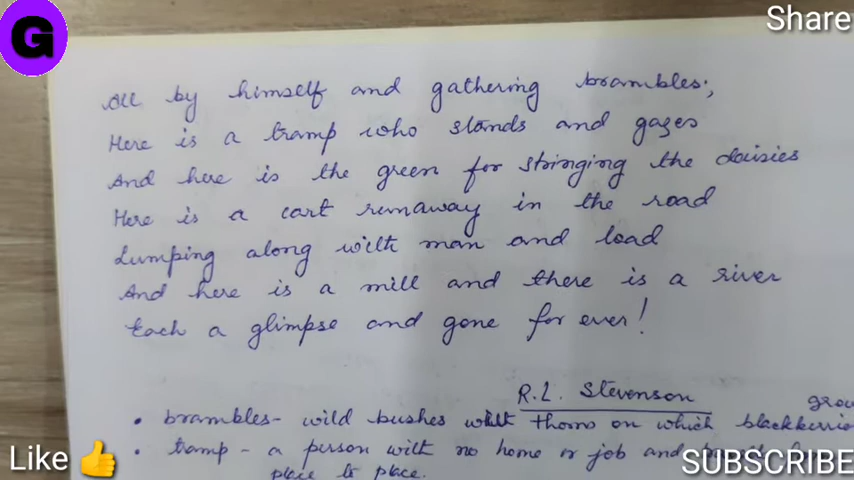 G
Share
All by himself and gathering brambles;
Here is a tramp who stands and gazes
And here is the green for stringing the daisies
Here is a cart runaway in the road
Lumping along with man and load
And here is a mill and there is a river
Each a glimpse and gone for ever!
R.L. Stevenson
• brambles- wild bushes with thorns on which blackberries grow
• tramp - a person with no home or job and
place to place.
Like 👍
SUBSCRIBE